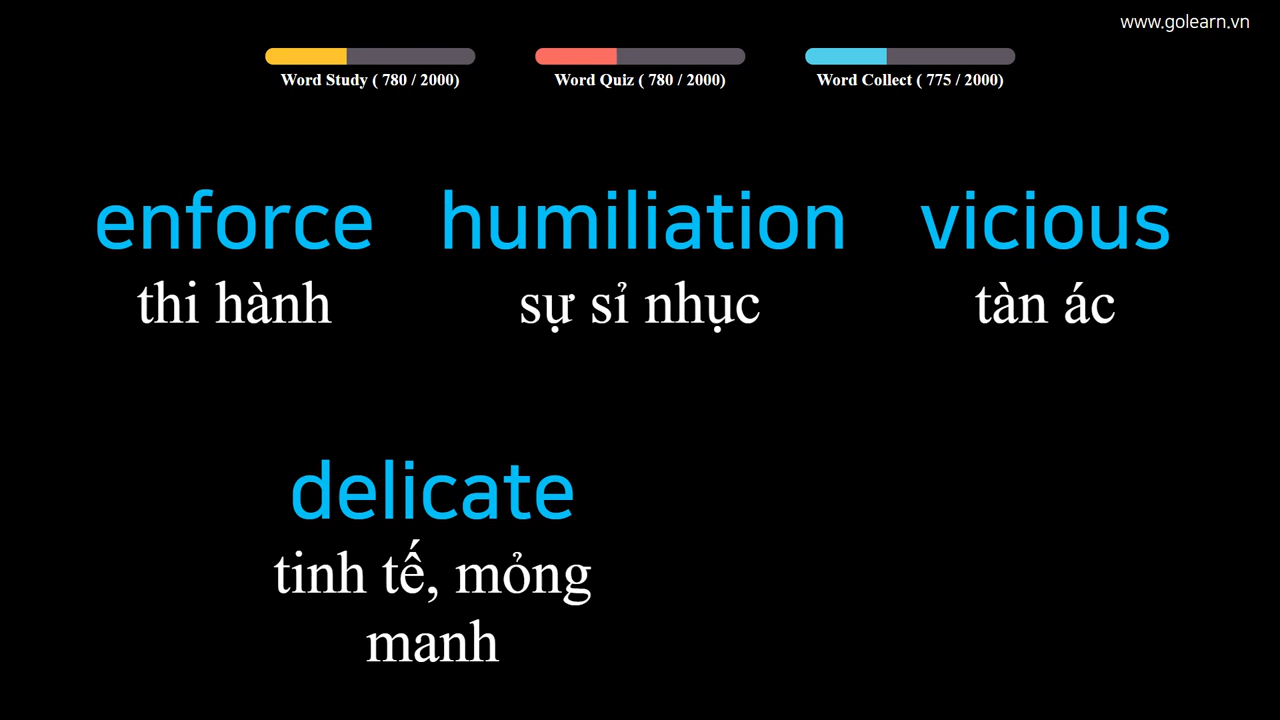 www.golearn.vn
Word Study ( 780 / 2000)
Word Quiz ( 780 / 2000)
Word Collect ( 775 / 2000)
enforce
thi hành
humiliation
sự sỉ nhục
vicious
tàn ác
delicate
tinh tế, mỏng
manh